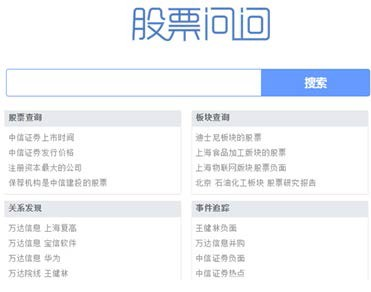 股票问问
搜索
股票查询
中信证券上市时间
中信证券发行价格
注册资本最大的公司
保荐机构是中信建投的股票
板块查询
迪士尼板块的股票
上海食品加工版块的股票
上海物联网版块股票负面
北京 石油化工板块 股票研究报告
关系发现
万达信息 上海复高
万达信息 宝信软件
万达信息 华为
万达院线 王健林
事件追踪
王健林负面
万达信息并购
中信证券负面
中信证券热点